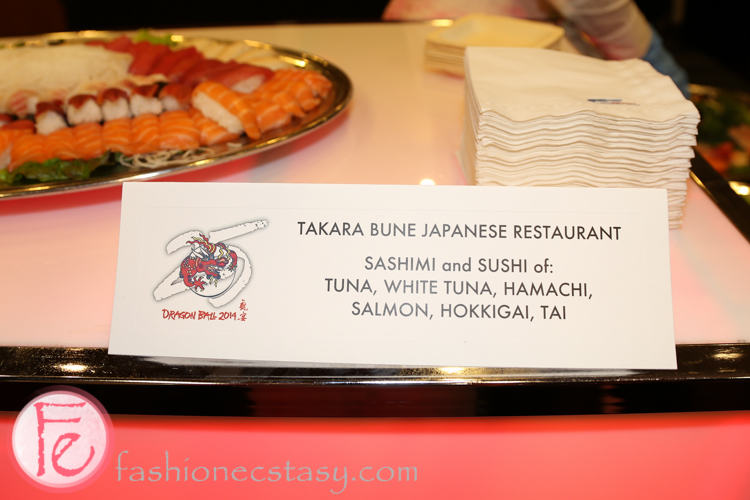 TAKARA BUNE JAPANESE RESTAURANT
SASHIMI and SUSHI of:
TUNA, WHITE TUNA, HAMACHI,
SALMON, HOKKIGAI, TAI
DRAGON BALL 2014
Fe
fashionecstasy.com